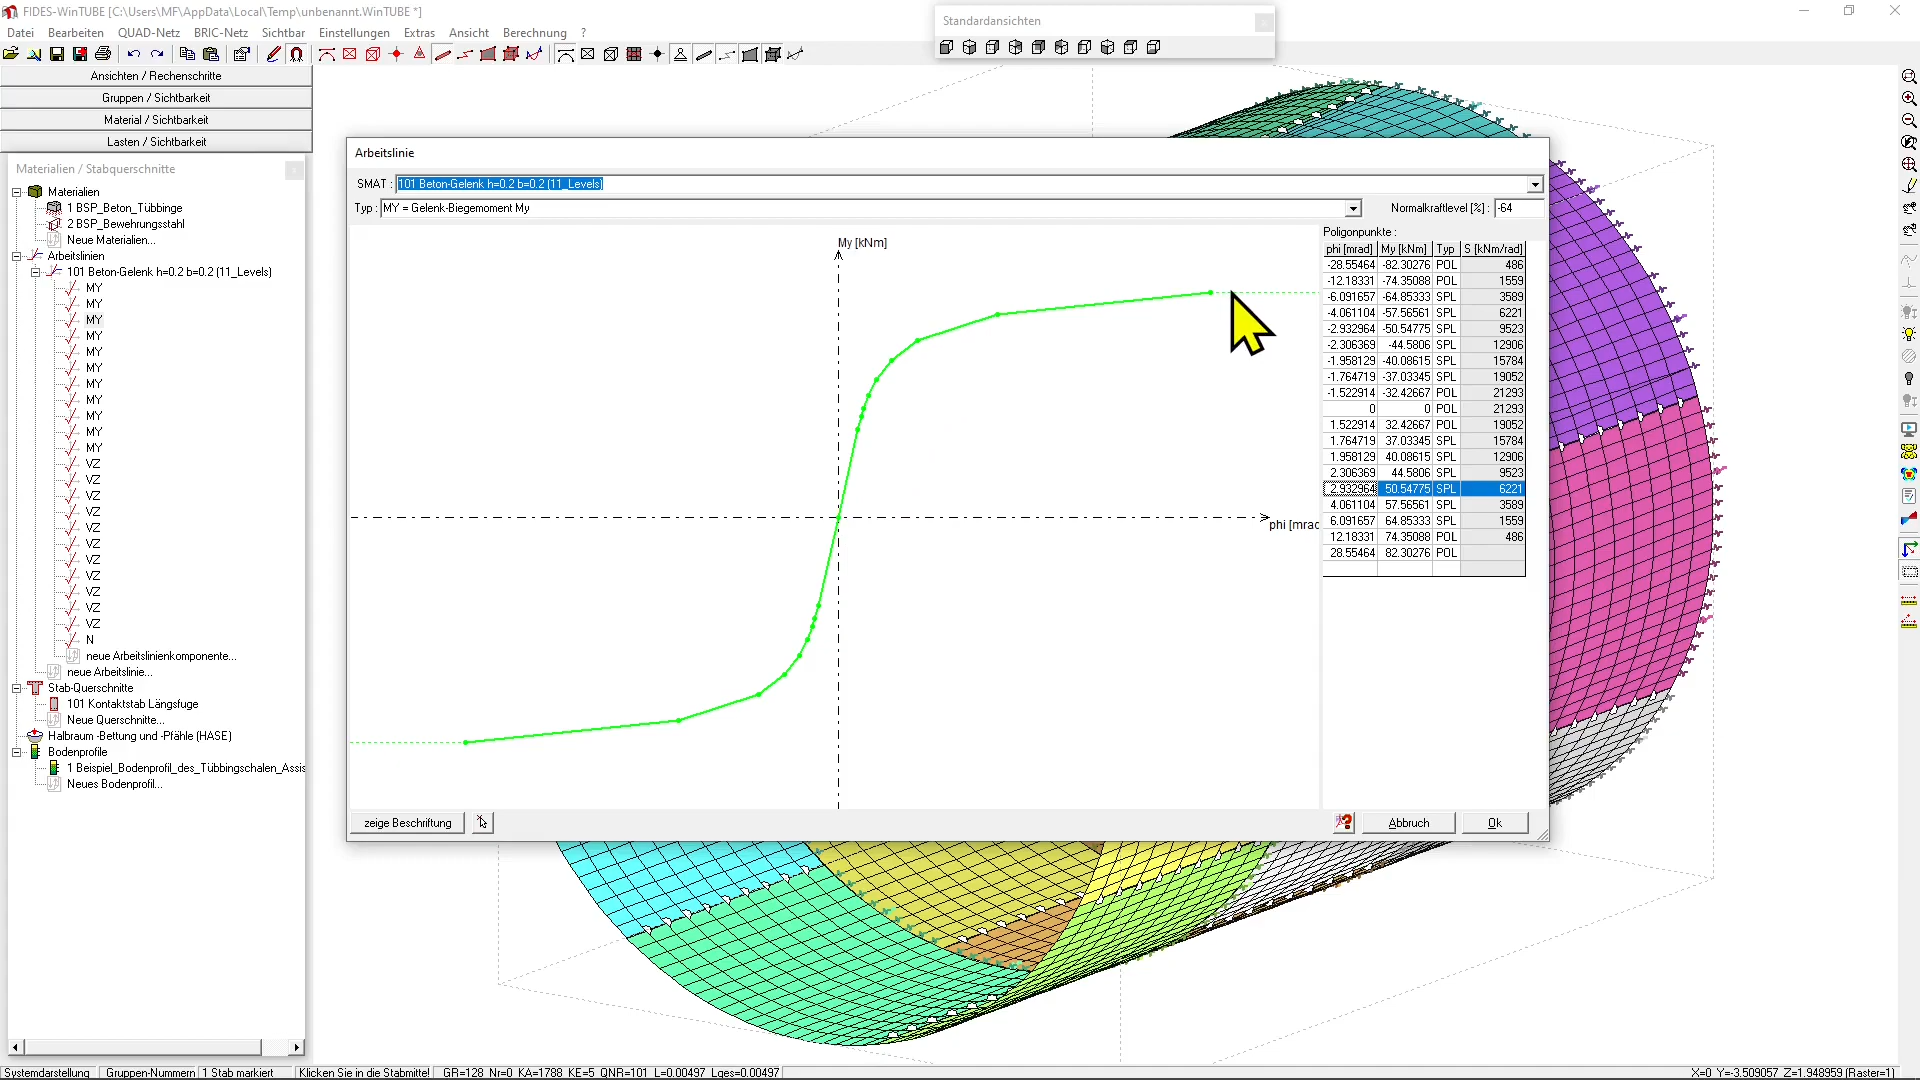 FIDES-WinTUBE [C:\Users\MF\AppData\Local\Temp\unbenannt.WinTUBE *]
Standardansichten
Datei Bearbeiten QUAD-Netz BRIC-Netz Sichtbar Einstellungen Extras Ansicht Berechnung ?
Ansichten / Rechenschritte
Gruppen / Sichtbarkeit
Material / Sichtbarkeit
Lasten / Sichtbarkeit
Materialien / Stabquerschnitte
Materialien
1 BSP_Beton_Tübbinge
2 BSP_Bewehrungsstahl
Neue Materialien...
Arbeitslinien
101 Beton-Gelenk h=0.2 b=0.2 (11_Levels)
MY
MY
MY
MY
MY
MY
MY
MY
MY
MY
MY
VZ
VZ
VZ
VZ
VZ
VZ
VZ
VZ
VZ
VZ
VZ
N
neue Arbeitslinienkomponente...
neue Arbeitslinie...
Stab-Querschnitte
101 Kontaktstab Längsfuge
Neue Querschnitte...
Halbraum -Bettung und -Pfähle (HASE)
Bodenprofile
1 Beispiel_Bodenprofil_des_Tübbingschalen_Assis
Neues Bodenprofil...
Arbeitslinie
SMAT : 101 Beton-Gelenk h=0.2 b=0.2 (11_Levels)
Typ : MY = Gelenk-Biegemoment My Normalkraftlevel [%] : -64
My [kNm]
phi [mrad
Poligonpunkte :
phi [mrad] My [kNm] Typ S [kNm/rad]
-28.55464 -82.30276 POL 486
-12.18331 -74.35088 POL 1559
-6.091657 -64.85333 SPL 3589
-4.061104 -57.56561 SPL 6221
-2.932964 -50.54775 SPL 9523
-2.306369 -44.5806 SPL 12906
-1.958129 -40.08615 SPL 15784
-1.764719 -37.03345 SPL 19052
-1.522914 -32.42667 POL 21293
0 0 POL 21293
1.522914 32.42667 POL 19052
1.764719 37.03345 SPL 15784
1.958129 40.08615 SPL 12906
2.306369 44.5806 SPL 9523
2.932964 50.54775 SPL 6221
4.061104 57.56561 SPL 3589
6.091657 64.85333 SPL 1559
12.18331 74.35088 POL 486
28.55464 82.30276 POL
zeige Beschriftung Abbruch Ok
Systemdarstellung Gruppen-Nummern 1 Stab markiert Klicken Sie in die Stabmitte! GR=128 Nr=0 KA=1788 KE=5 QNR=101 L=0.00497 Lges=0.00497 X=0 Y=-3.509057 Z=1.948959 (Raster=1)